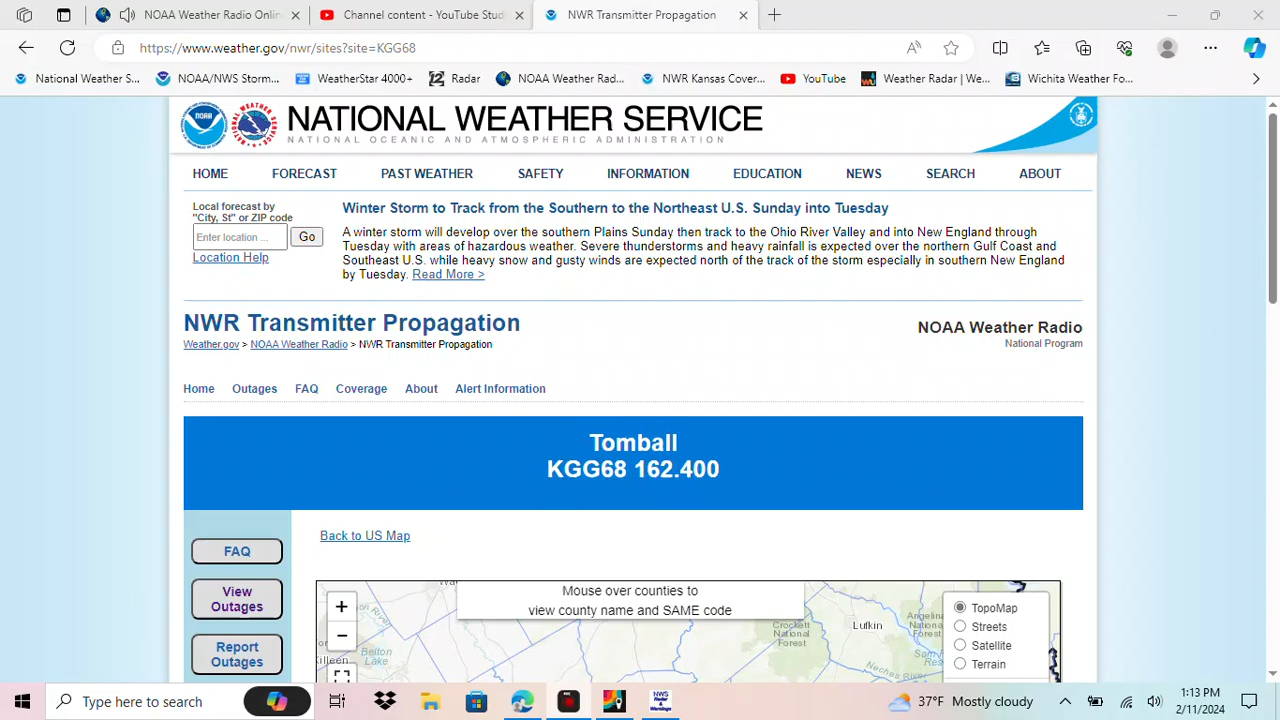 NOAA Weather Radio Onlin
Channel content - YouTube Stud
NWR Transmitter Propagation
https://www.weather.gov/nwr/sites?site=KGG68
National Weather S...
NOAA/NWS Storm...
WeatherStar 4000+
Radar
NOAA Weather Rad...
NWR Kansas Cover...
YouTube
Weather Radar | We...
Wichita Weather Fo...
NATIONAL WEATHER SERVICE
NATIONAL OCEANIC AND ATMOSPHERIC ADMINISTRATION
HOME FORECAST PAST WEATHER SAFETY INFORMATION EDUCATION NEWS SEARCH ABOUT
Local forecast by
"City, St" or ZIP code
Enter location ...
Go
Location Help
Winter Storm to Track from the Southern to the Northeast U.S. Sunday into Tuesday
A winter storm will develop over the southern Plains Sunday then track to the Ohio River Valley and into New England through
Tuesday with areas of hazardous weather. Severe thunderstorms and heavy rainfall is expected over the northern Gulf Coast and
Southeast U.S. while heavy snow and gusty winds are expected north of the track of the storm especially in southern New England
by Tuesday. Read More >
NWR Transmitter Propagation
Weather.gov > NOAA Weather Radio > NWR Transmitter Propagation
NOAA Weather Radio
National Program
Home Outages FAQ Coverage About Alert Information
Tomball
KGG68 162.400
FAQ
View
Outages
Report
Outages
Back to US Map
Mouse over counties to
view county name and SAME code
+
−
Belton
Lake
Killeen
Crockett
National
Forest
Lufkin
Angelina
National
Forest
Neches River
TopoMap
Streets
Satellite
Terrain
Type here to search
37°F Mostly cloudy
1:13 PM
2/11/2024